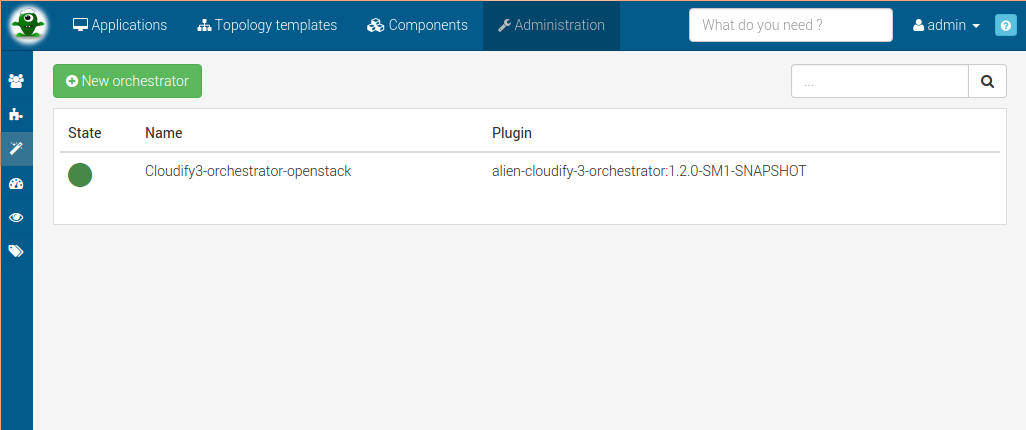 Applications Topology templates Components Administration What do you need ? admin ?
New orchestrator ...
State Name Plugin
Cloudify3-orchestrator-openstack alien-cloudify-3-orchestrator:1.2.0-SM1-SNAPSHOT